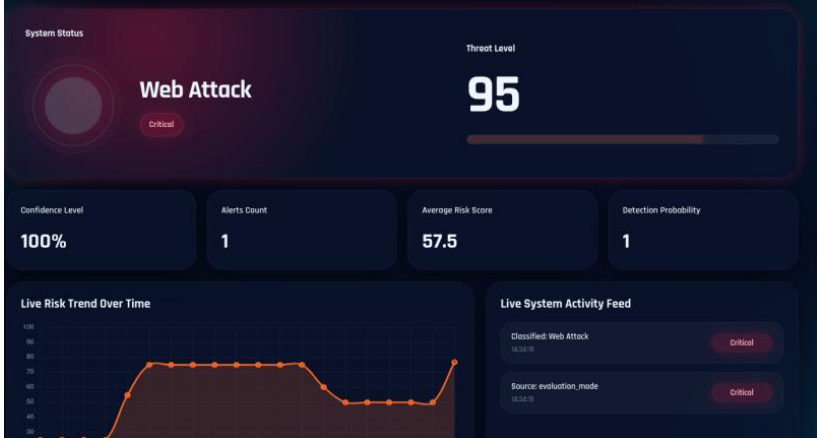 System Status
Web Attack
Critical
Threat Level
95
Confidence Level
100%
Alerts Count
1
Average Risk Score
57.5
Detection Probability
1
Live Risk Trend Over Time
100
90
80
70
60
50
40
30
Live System Activity Feed
Classified: Web Attack
14:34:19
Critical
Source: evaluation_mode
14:34:19
Critical